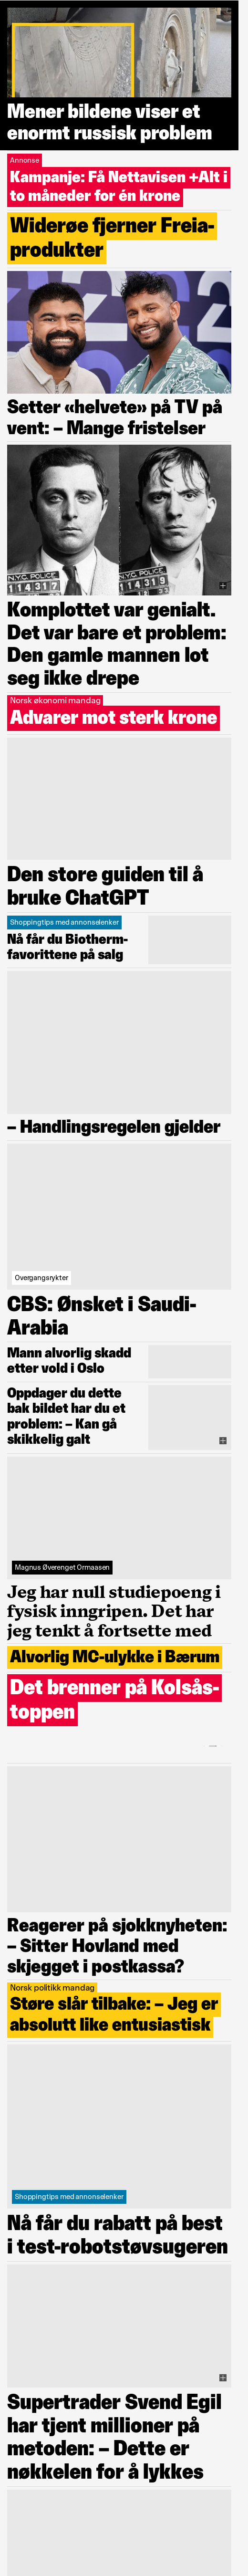 Mener bildene viser et
enormt russisk problem
Annonse
Kampanje: Få Nettavisen +Alt i
to måneder for én krone
Widerøe fjerner Freia-
produkter
Setter «helvete» på TV på
vent: – Mange fristelser
NYC POLICE
114317
NYC POLICE
114319
Komplottet var genialt.
Det var bare et problem:
Den gamle mannen lot
seg ikke drepe
Norsk økonomi mandag
Advarer mot sterk krone
Den store guiden til å
bruke ChatGPT
Shoppingtips med annonselenker
Nå får du Biotherm-
favorittene på salg
– Handlingsregelen gjelder
Overgangsrykter
CBS: Ønsket i Saudi-
Arabia
Mann alvorlig skadd
etter vold i Oslo
Oppdager du dette
bak bildet har du et
problem: – Kan gå
skikkelig galt
Magnus Øverenget Ormaasen
Jeg har null studiepoeng i
fysisk inngripen. Det har
jeg tenkt å fortsette med
Alvorlig MC-ulykke i Bærum
Det brenner på Kolsås-
toppen
Reagerer på sjokknyheten:
– Sitter Hovland med
skjegget i postkassa?
Norsk politikk mandag
Støre slår tilbake: – Jeg er
absolutt like entusiastisk
Shoppingtips med annonselenker
Nå får du rabatt på best
i test-robotstøvsugeren
Supertrader Svend Egil
har tjent millioner på
metoden: – Dette er
nøkkelen for å lykkes